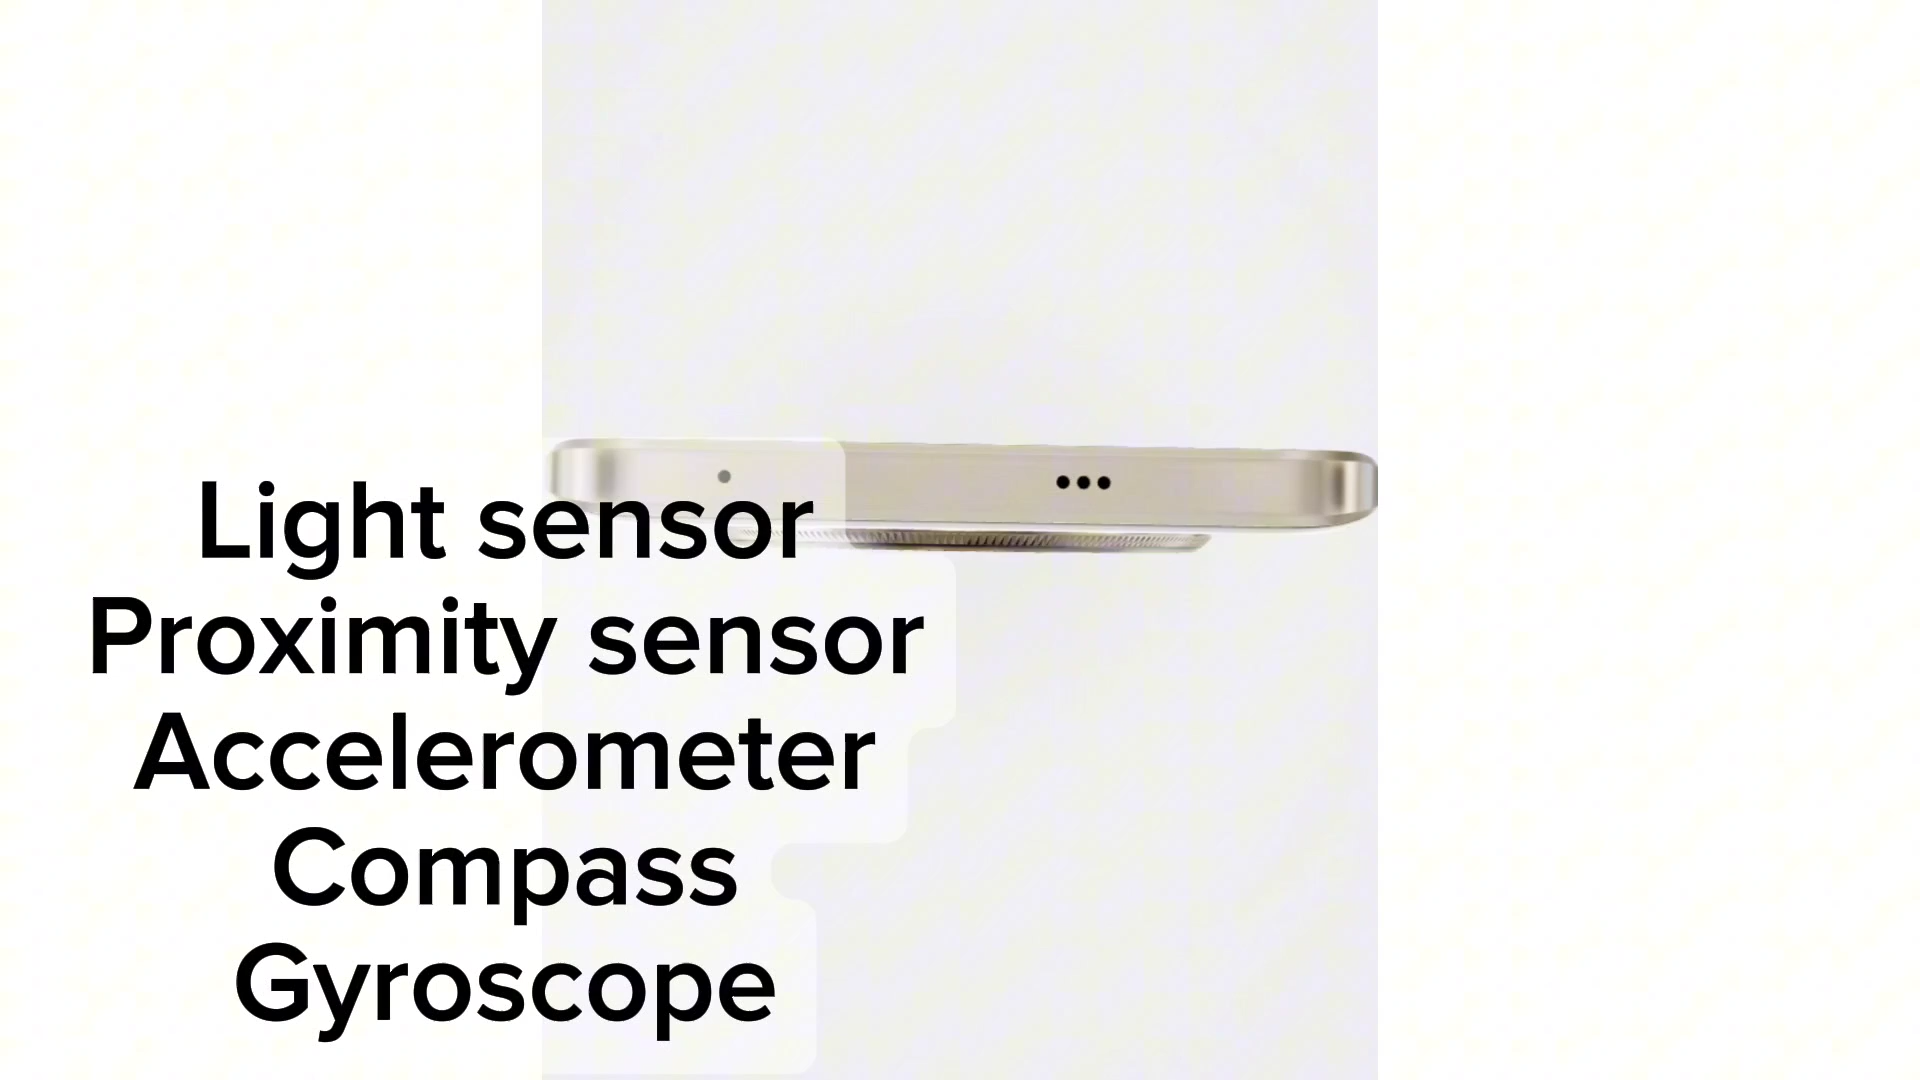 Light sensor
Proximity sensor
Accelerometer
Compass
Gyroscope